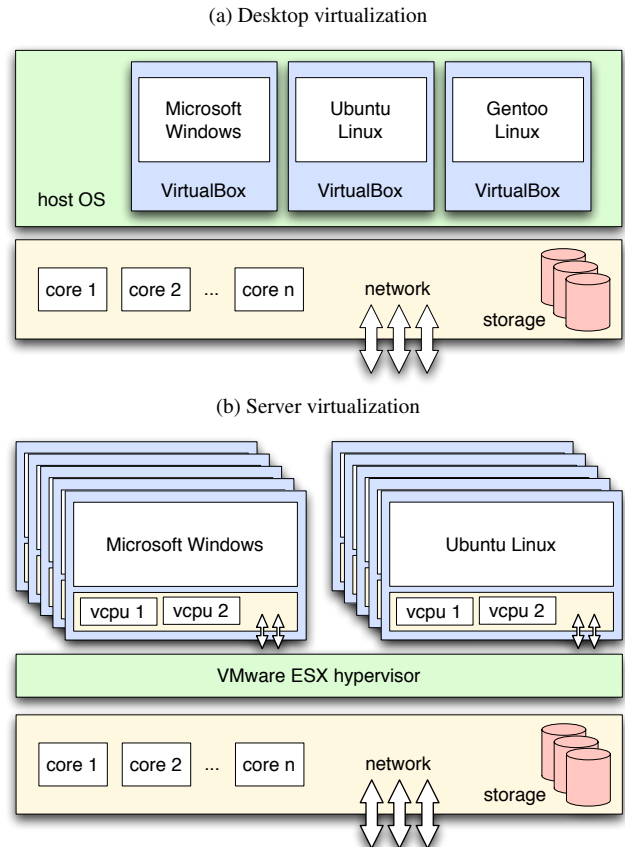 (a) Desktop virtualization
Microsoft
Windows
VirtualBox
Ubuntu
Linux
VirtualBox
Gentoo
Linux
VirtualBox
host OS
core 1
core 2
...
core n
network
storage
(b) Server virtualization
Microsoft Windows
vcpu 1
vcpu 2
Ubuntu Linux
vcpu 1
vcpu 2
VMware ESX hypervisor
core 1
core 2
...
core n
network
storage